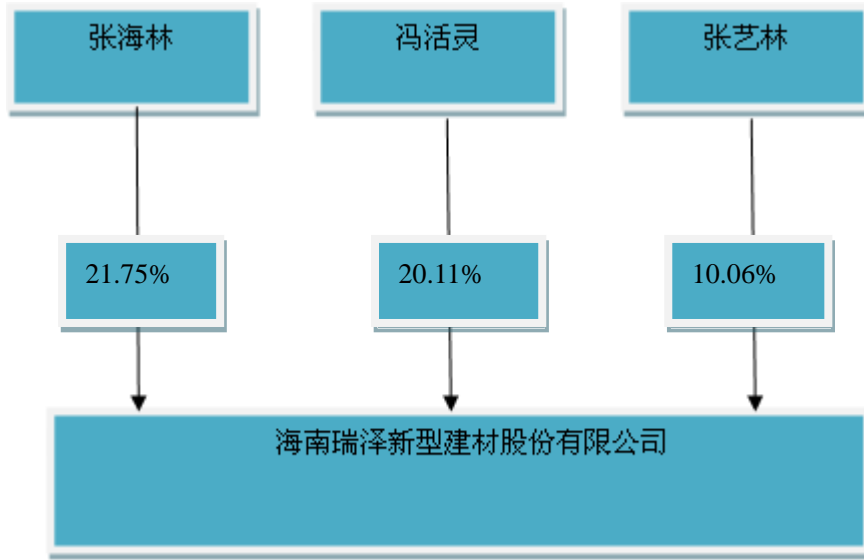 张海林
冯活灵
张艺林
21.75%
20.11%
10.06%
海南瑞泽新型建材股份有限公司